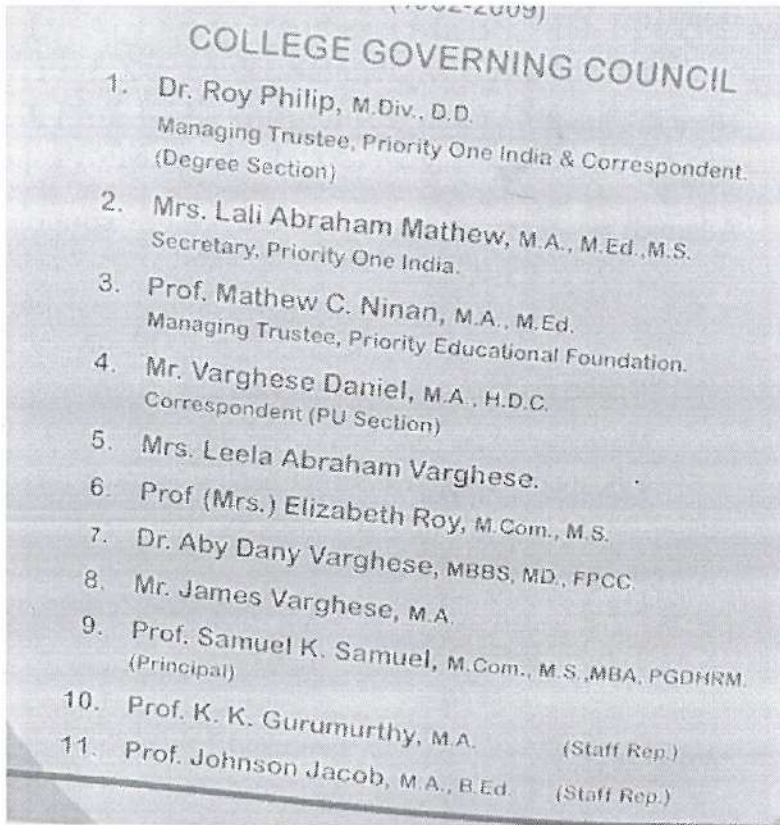 COLLEGE GOVERNING COUNCIL
1. Dr. Roy Philip, M.Div., D.D.
Managing Trustee, Priority One India & Correspondent.
(Degree Section)
2. Mrs. Lali Abraham Mathew, M.A., M.Ed.,M.S.
Secretary, Priority One India.
3. Prof. Mathew C. Ninan, M.A., M.Ed.
Managing Trustee, Priority Educational Foundation.
4. Mr. Varghese Daniel, M.A., H.D.C.
Correspondent (PU Section)
5. Mrs. Leela Abraham Varghese.
6. Prof (Mrs.) Elizabeth Roy, M.Com., M.S.
7. Dr. Aby Dany Varghese, MBBS, MD., FPCC.
8. Mr. James Varghese, M.A.
9. Prof. Samuel K. Samuel, M.Com., M.S.,MBA, PGDHRM.
(Principal)
10. Prof. K. K. Gurumurthy, M.A. (Staff Rep.)
11. Prof. Johnson Jacob, M.A., B.Ed. (Staff Rep.)